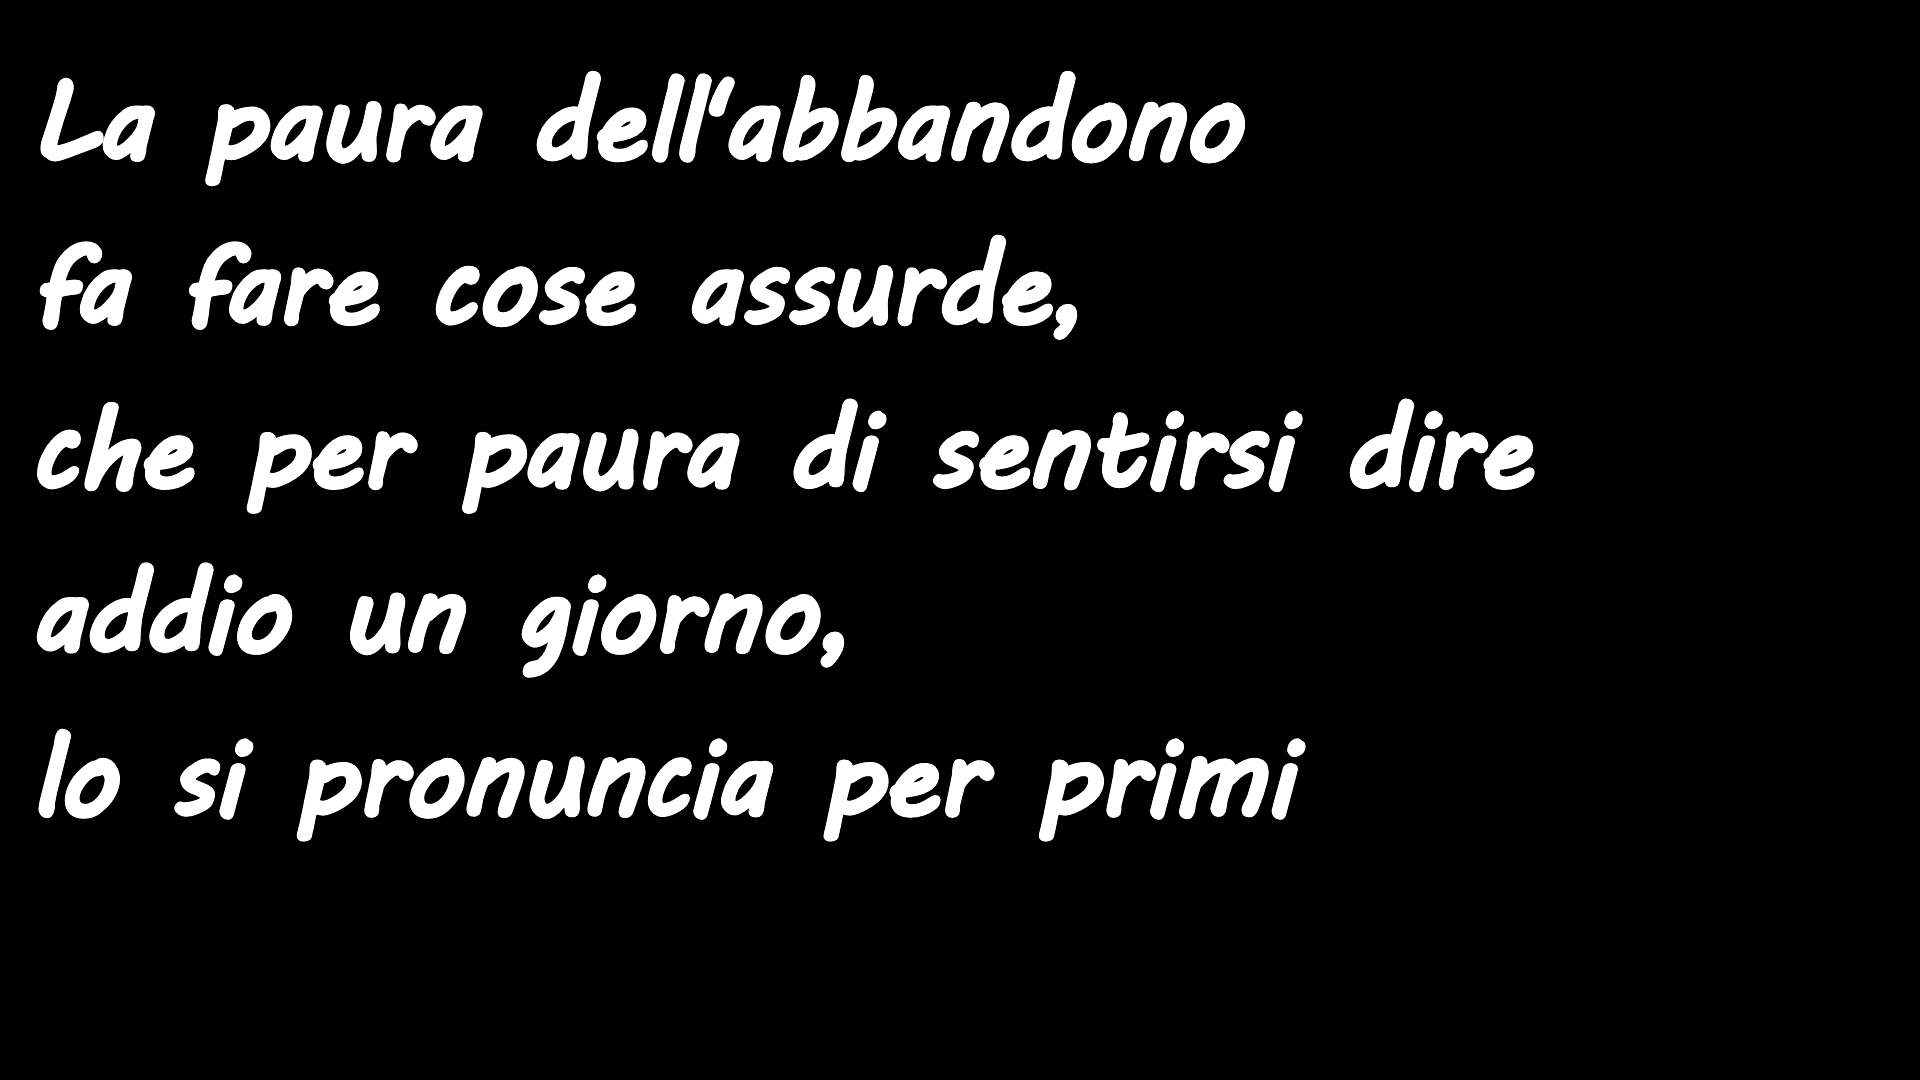 La paura dell'abbandono
fa fare cose assurde,
che per paura di sentirsi dire
addio un giorno,
lo si pronuncia per primi